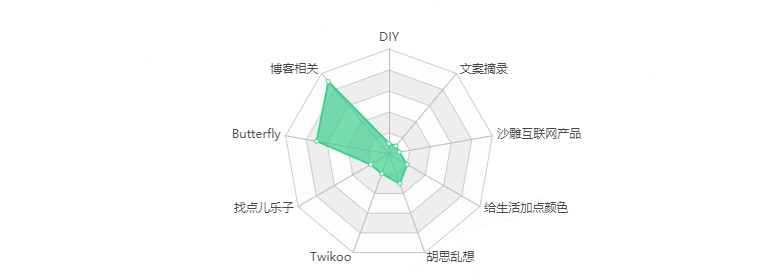 DIY
博客相关
文案摘录
Butterfly
沙雕互联网产品
找点儿乐子
给生活加点颜色
Twikoo
胡思乱想